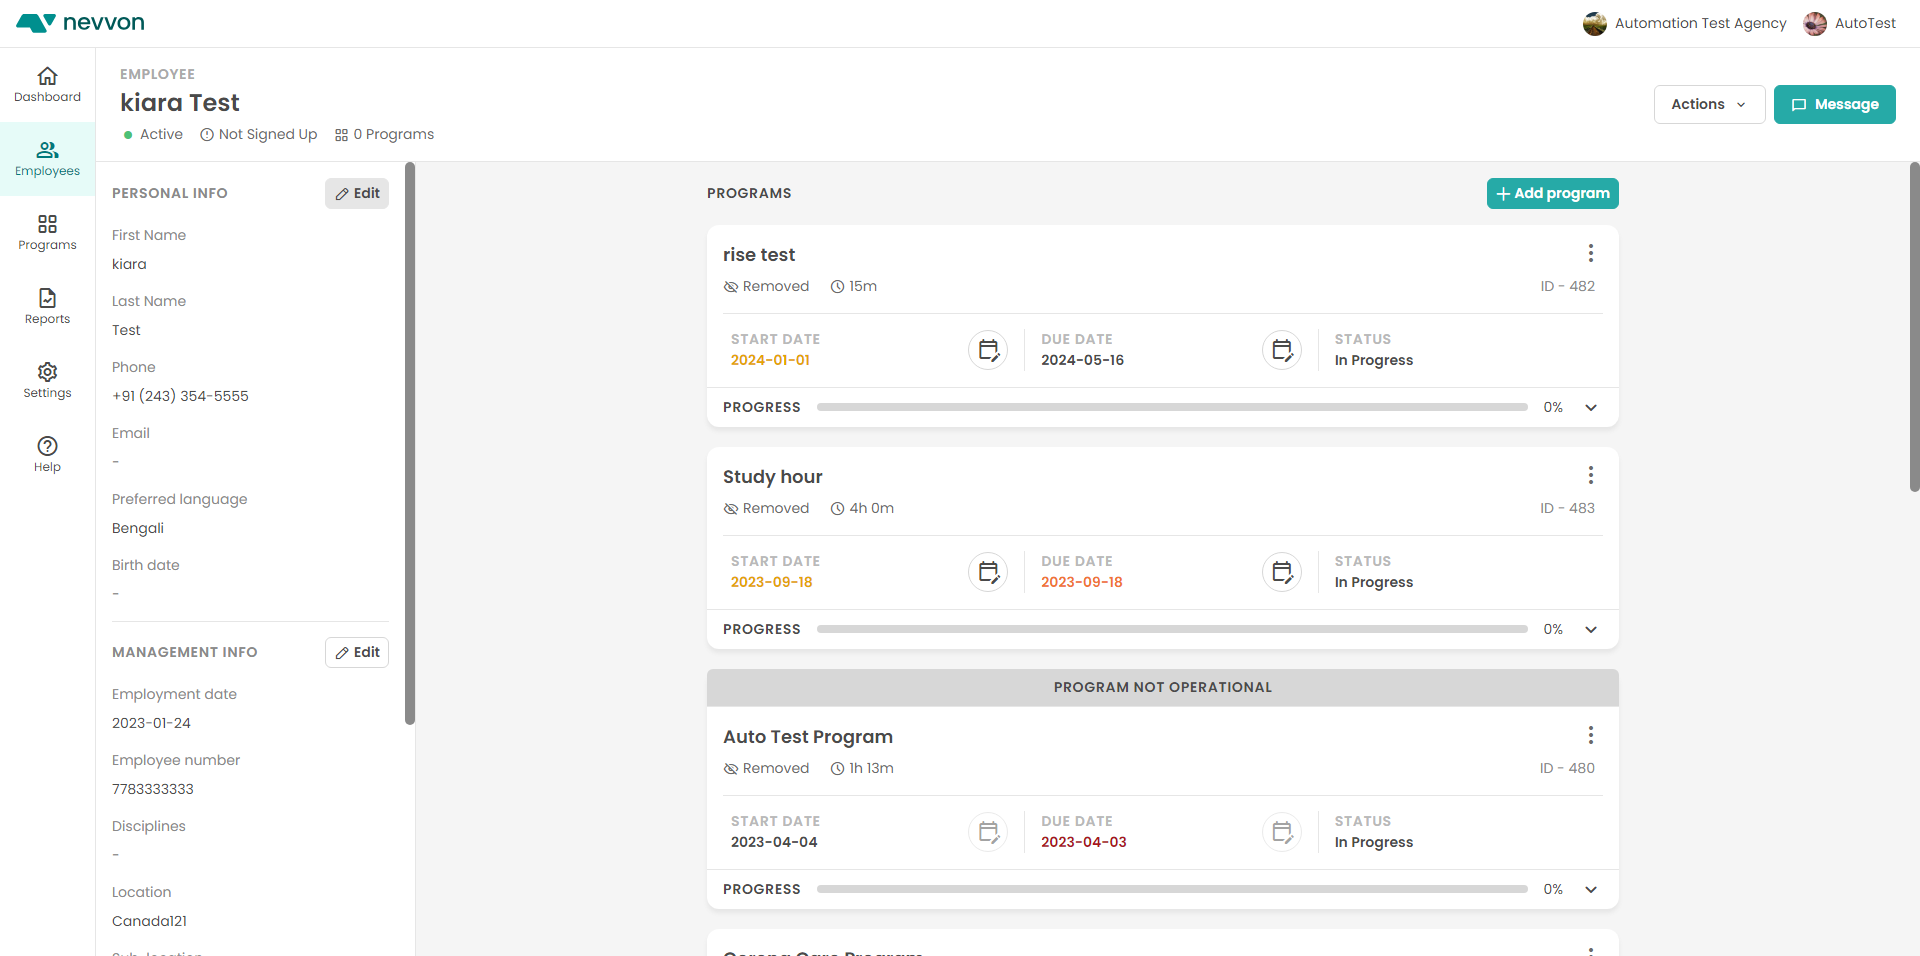 nevvon
Automation Test Agency
AutoTest
Dashboard
Employees
Programs
Reports
Settings
Help
EMPLOYEE
kiara Test
Active
Not Signed Up
0 Programs
Actions
Message
PERSONAL INFO
Edit
First Name
kiara
Last Name
Test
Phone
+91 (243) 354-5555
Email
-
Preferred language
Bengali
Birth date
-
MANAGEMENT INFO
Edit
Employment date
2023-01-24
Employee number
7783333333
Disciplines
-
Location
Canada121
Sub-location
PROGRAMS
Add program
rise test
Removed
15m
ID - 482
START DATE
2024-01-01
DUE DATE
2024-05-16
STATUS
In Progress
PROGRESS
0%
Study hour
Removed
4h 0m
ID - 483
START DATE
2023-09-18
DUE DATE
2023-09-18
STATUS
In Progress
PROGRESS
0%
PROGRAM NOT OPERATIONAL
Auto Test Program
Removed
1h 13m
ID - 480
START DATE
2023-04-04
DUE DATE
2023-04-03
STATUS
In Progress
PROGRESS
0%
Corona Care Program